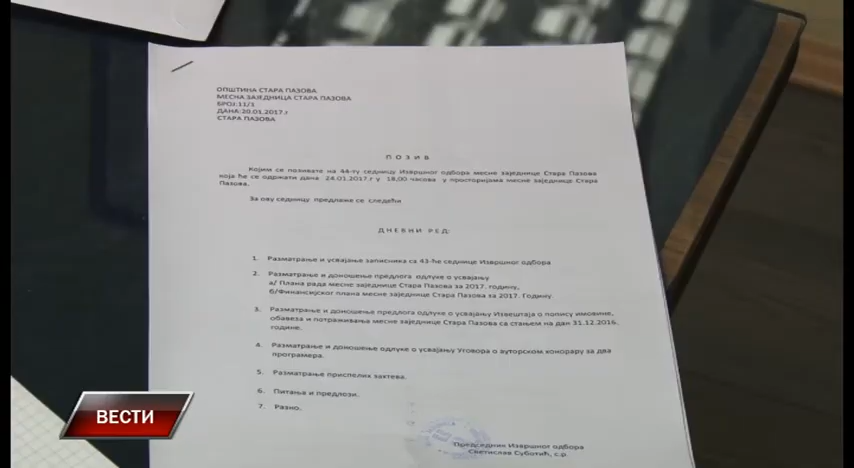 ОПШТИНА СТАРА ПАЗОВА
МЕСНА ЗАЈЕДНИЦА СТАРА ПАЗОВА
БРОЈ:11/1
ДАНА:20.01.2017.г
СТАРА ПАЗОВА
П О З И В
Којим се позивате на 44-ту седницу Извршног одбора месне заједнице Стара Пазова
која ће се одржати дана 24.01.2017.г у 18,00 часова у просторијама месне заједнице Стара
Пазова.
За ову седницу предлаже се следећи
Д Н Е В Н И Р Е Д:
1. Разматрање и усвајање записника са 43-ће седнице Извршног одбора
2. Разматрање и доношење предлога одлуке о усвајању
а/ Плана рада месне заједнице Стара Пазова за 2017. годину,
б/Финансијског плана месне заједнице Стара Пазова за 2017. Годину
3. Разматрање и доношење предлога одлуке о усвајању Извештаја о попису имовине,
обавеза и потраживања месне заједнице Стара Пазова са стањем на дан 31.12.2016.
године.
4. Разматрање и доношење одлуке о усвајању Уговора о ауторском хонорару за два
програмера.
5. Разматрање приспелих захтева.
6. Питања и предлози.
7. Разно.
Председник Извршног одбора
Светислав Суботић, с.р.
ВЕСТИ